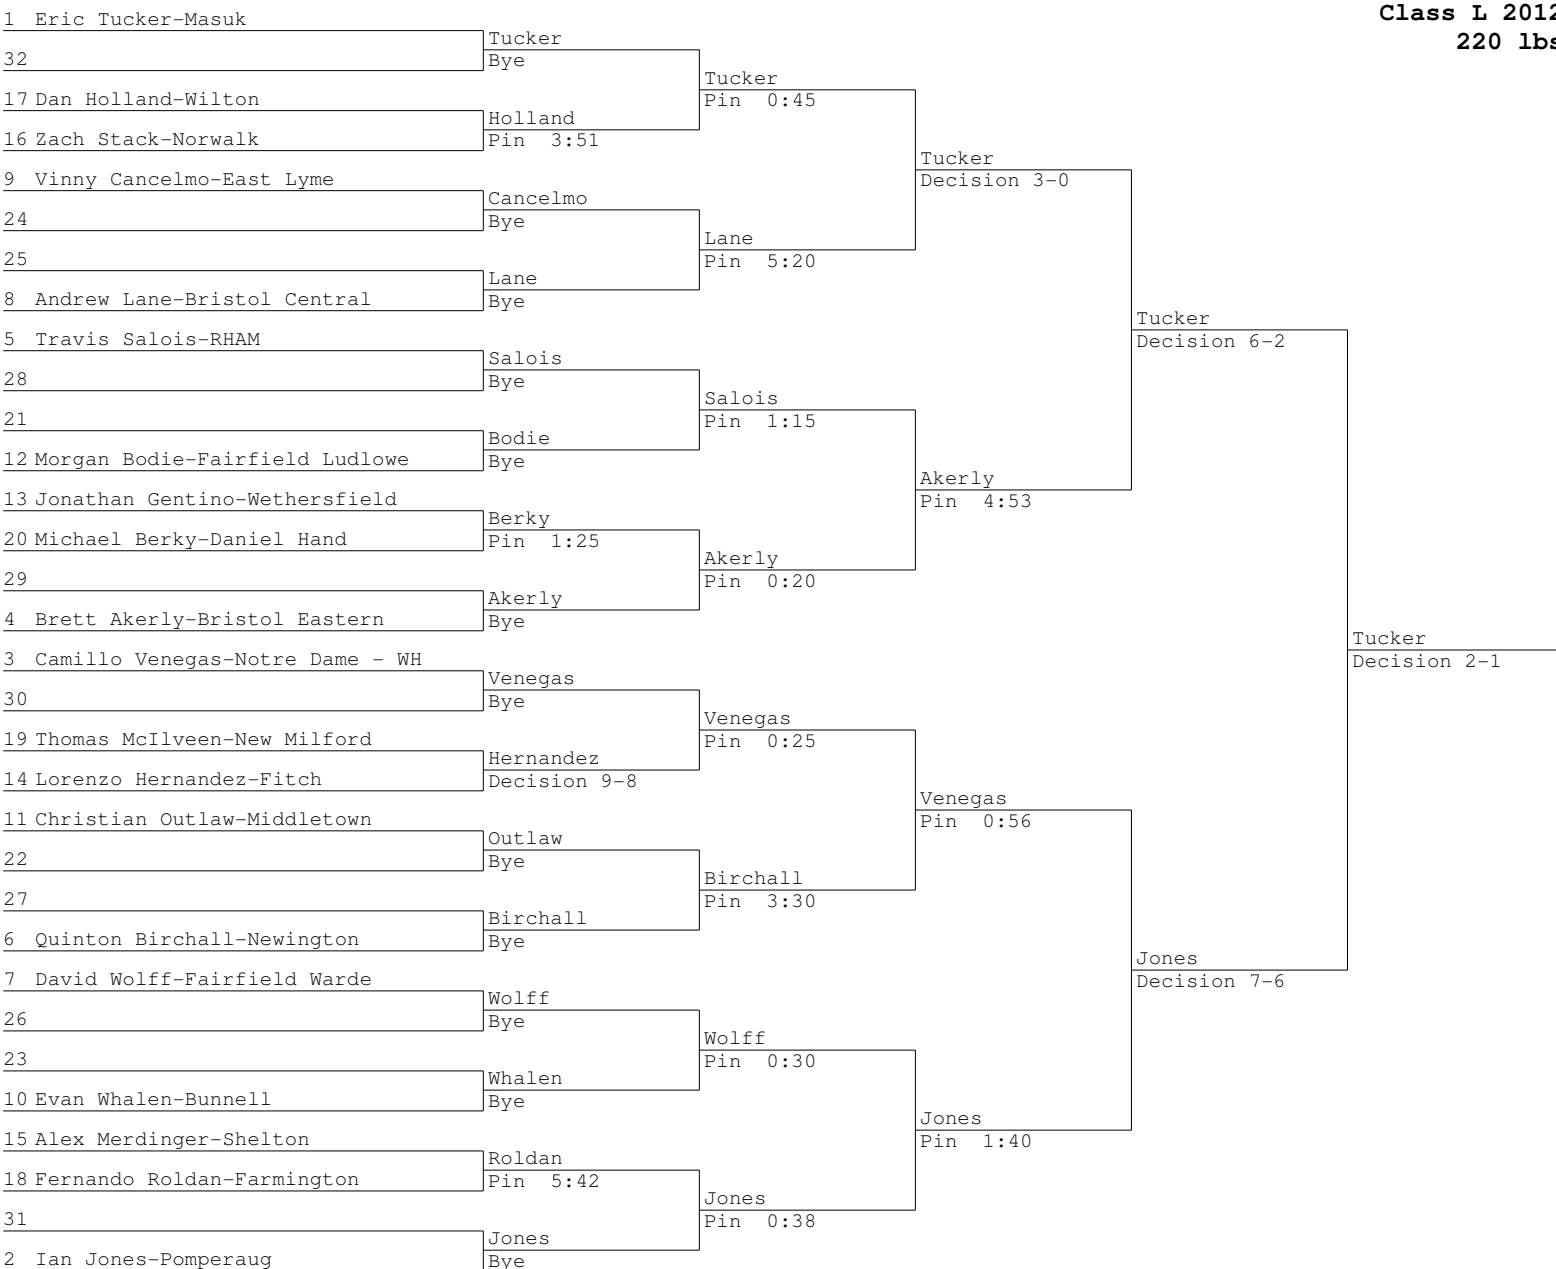 Class L 2012
220 lbs
1 Eric Tucker-Masuk
32
17 Dan Holland-Wilton
16 Zach Stack-Norwalk
9 Vinny Cancelmo-East Lyme
24
25
8 Andrew Lane-Bristol Central
5 Travis Salois-RHAM
28
21
12 Morgan Bodie-Fairfield Ludlowe
13 Jonathan Gentino-Wethersfield
20 Michael Berky-Daniel Hand
29
4 Brett Akerly-Bristol Eastern
3 Camillo Venegas-Notre Dame - WH
30
19 Thomas McIlveen-New Milford
14 Lorenzo Hernandez-Fitch
11 Christian Outlaw-Middletown
22
27
6 Quinton Birchall-Newington
7 David Wolff-Fairfield Warde
26
23
10 Evan Whalen-Bunnell
15 Alex Merdinger-Shelton
18 Fernando Roldan-Farmington
31
2 Ian Jones-Pomperaug
Tucker
Bye
Holland
Pin 3:51
Cancelmo
Bye
Lane
Bye
Salois
Bye
Bodie
Bye
Berky
Pin 1:25
Akerly
Bye
Venegas
Bye
Hernandez
Decision 9-8
Outlaw
Bye
Birchall
Bye
Wolff
Bye
Whalen
Bye
Roldan
Pin 5:42
Jones
Bye
Tucker
Pin 0:45
Lane
Pin 5:20
Salois
Pin 1:15
Akerly
Pin 0:20
Venegas
Pin 0:25
Birchall
Pin 3:30
Wolff
Pin 0:30
Jones
Pin 0:38
Tucker
Decision 3-0
Akerly
Pin 4:53
Venegas
Pin 0:56
Jones
Pin 1:40
Tucker
Decision 6-2
Jones
Decision 7-6
Tucker
Decision 2-1